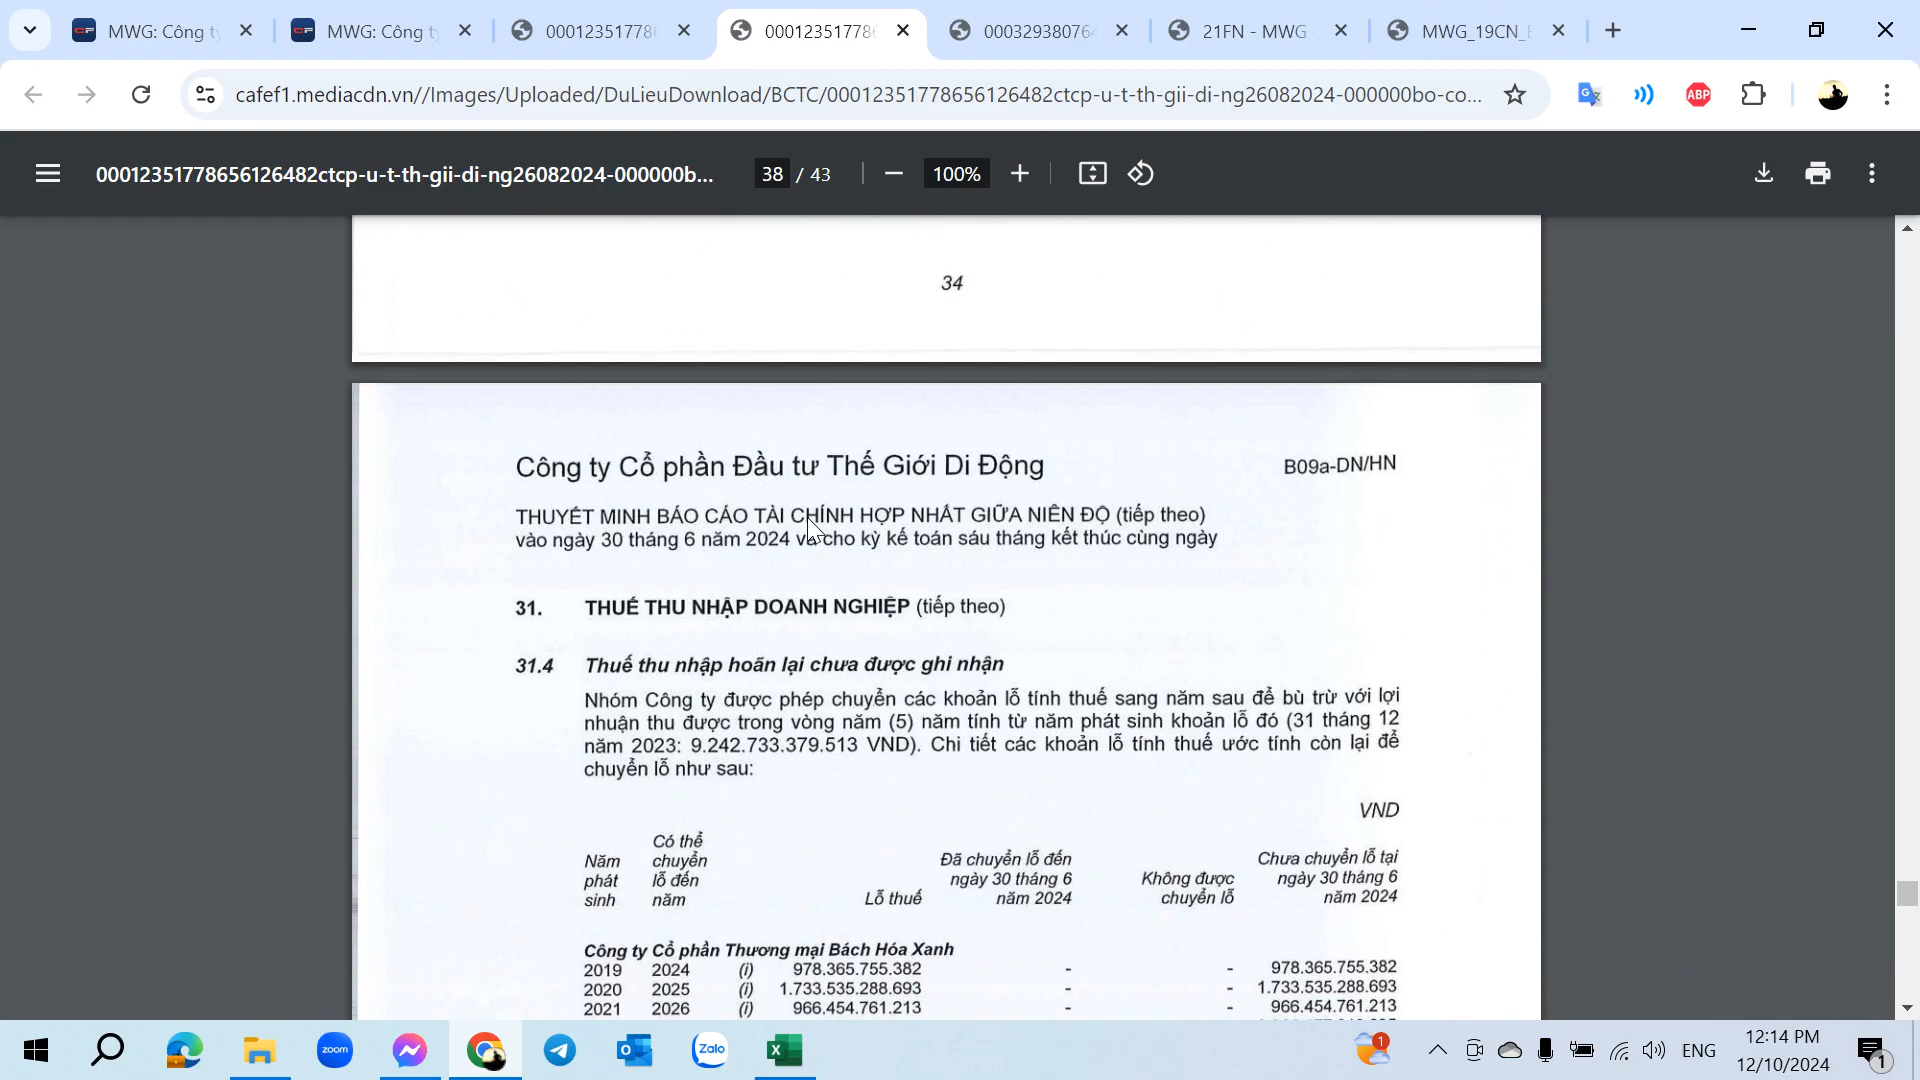 MWG: Công ty
MWG: Công ty
00012351778
00012351778
00032938076
21FN - MWG
MWG_19CN_
cafef1.mediacdn.vn//Images/Uploaded/DuLieuDownload/BCTC/00012351778656126482ctcp-u-t-th-gii-di-ng26082024-000000bo-co...
ABP
00012351778656126482ctcp-u-t-th-gii-di-ng26082024-000000b...
38 / 43
100%
34
Công ty Cổ phần Đầu tư Thế Giới Di Động
B09a-DN/HN
THUYẾT MINH BÁO CÁO TÀI CHÍNH HỢP NHẤT GIỮA NIÊN ĐỘ (tiếp theo)
vào ngày 30 tháng 6 năm 2024 và cho kỳ kế toán sáu tháng kết thúc cùng ngày
31. THUẾ THU NHẬP DOANH NGHIỆP (tiếp theo)
31.4 Thuế thu nhập hoãn lại chưa được ghi nhận
Nhóm Công ty được phép chuyển các khoản lỗ tính thuế sang năm sau để bù trừ với lợi
nhuận thu được trong vòng năm (5) năm tính từ năm phát sinh khoản lỗ đó (31 tháng 12
năm 2023: 9.242.733.379.513 VND). Chi tiết các khoản lỗ tính thuế ước tính còn lại để
chuyển lỗ như sau:
VND
Năm phát sinh
Có thể chuyển lỗ đến năm
Lỗ thuế
Đã chuyển lỗ đến ngày 30 tháng 6 năm 2024
Không được chuyển lỗ
Chưa chuyển lỗ tại ngày 30 tháng 6 năm 2024
Công ty Cổ phần Thương mại Bách Hóa Xanh
2019 2024 (i) 978.365.755.382 - - 978.365.755.382
2020 2025 (i) 1.733.535.288.693 - - 1.733.535.288.693
2021 2026 (i) 966.454.761.213 - - 966.454.761.213
zoom
Zalo
1
ENG
12:14 PM
12/10/2024
1